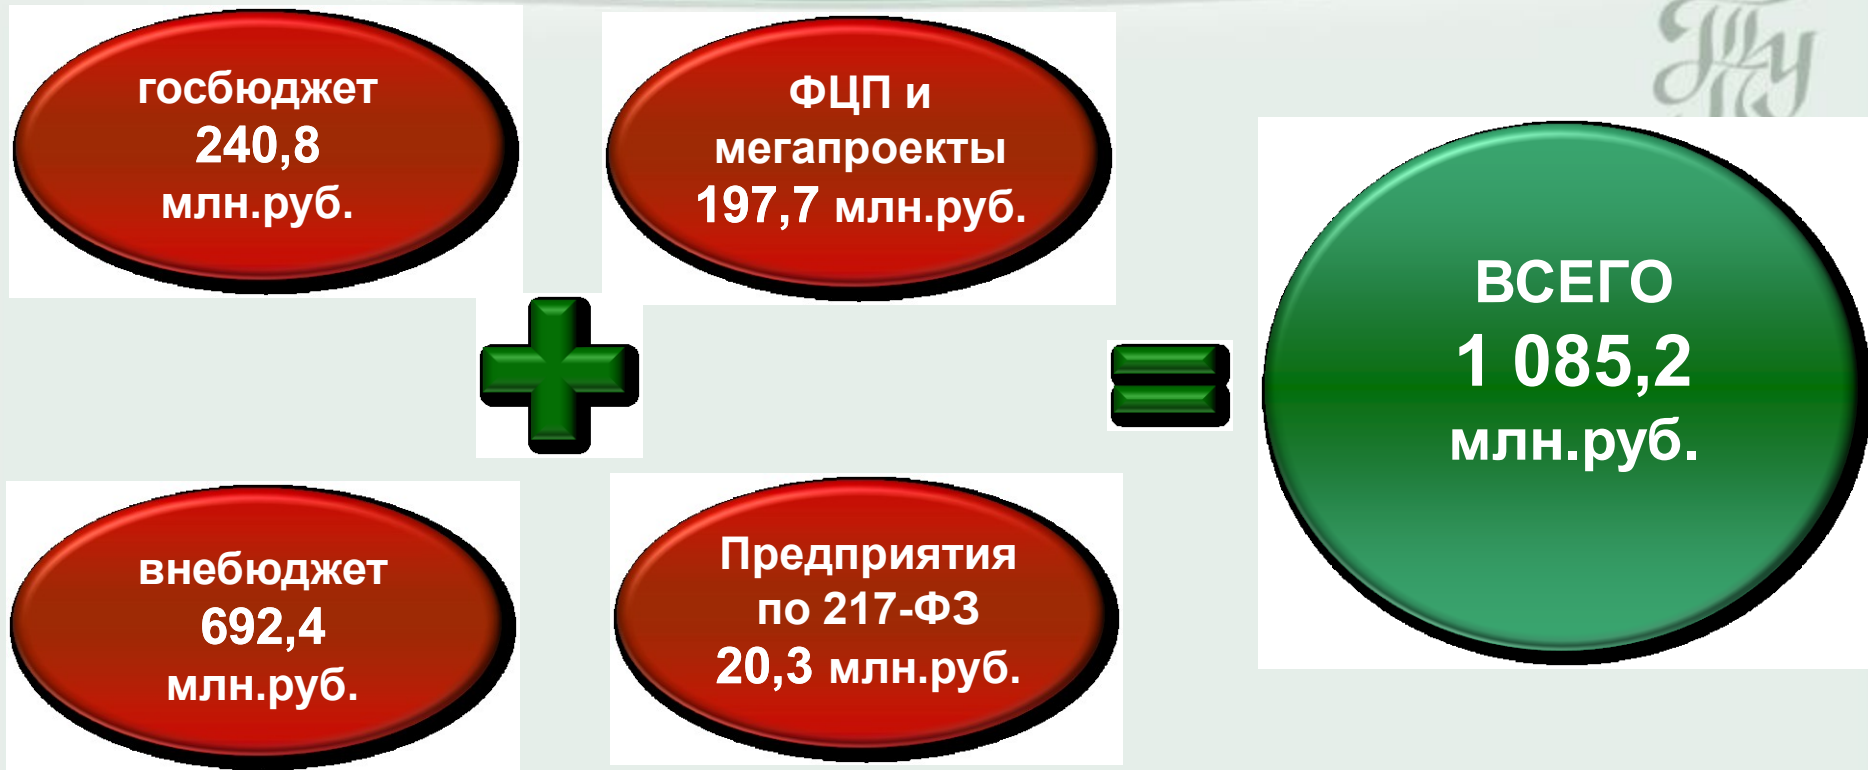 госбюджет
240,8
млн.руб.
ФЦП и
мегапроекты
197,7 млн.руб.
внебюджет
692,4
млн.руб.
Предприятия
по 217-ФЗ
20,3 млн.руб.
ВСЕГО
1 085,2
млн.руб.